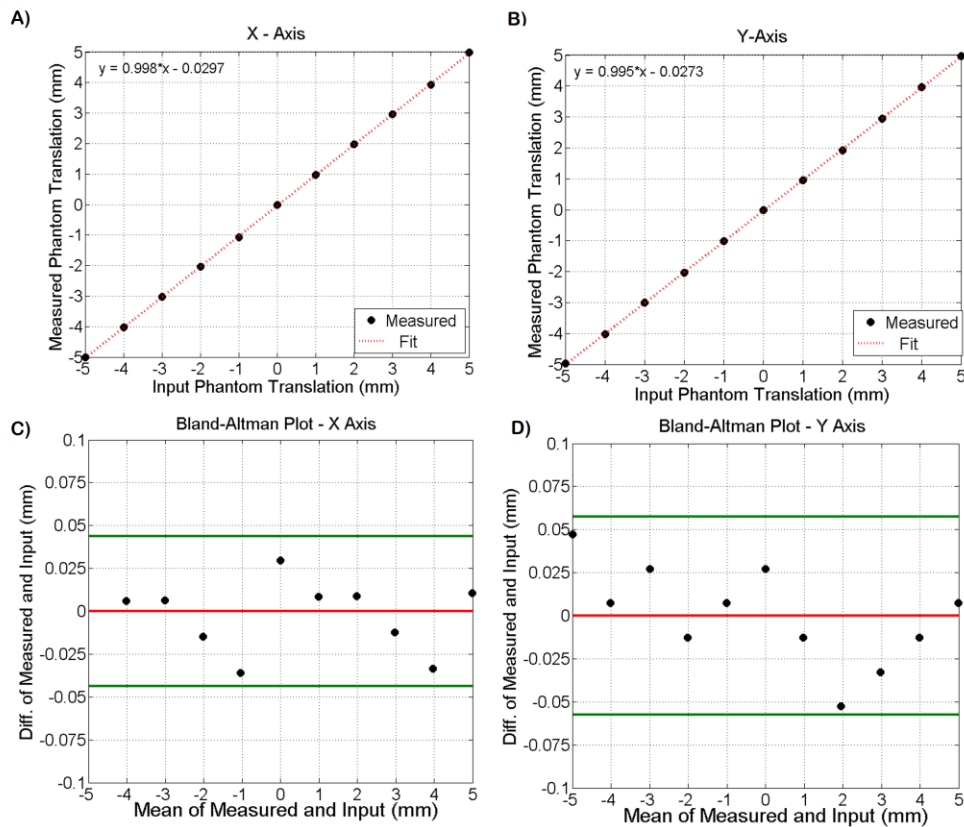 A)
X - Axis
y = 0.998*x - 0.0297
Measured Phantom Translation (mm)
5
4
3
2
1
0
-1
-2
-3
-4
-5
Measured
Fit
-5 -4 -3 -2 -1 0 1 2 3 4 5
Input Phantom Translation (mm)
B)
Y-Axis
y = 0.995*x - 0.0273
Measured Phantom Translation (mm)
5
4
3
2
1
0
-1
-2
-3
-4
-5
Measured
Fit
-5 -4 -3 -2 -1 0 1 2 3 4 5
Input Phantom Translation (mm)
C)
Bland-Altman Plot - X Axis
Diff. of Measured and Input (mm)
0.1
0.075
0.05
0.025
0
-0.025
-0.05
-0.075
-0.1
-5 -4 -3 -2 -1 0 1 2 3 4 5
Mean of Measured and Input (mm)
D)
Bland-Altman Plot - Y Axis
Diff. of Measured and Input (mm)
0.1
0.075
0.05
0.025
0
-0.025
-0.05
-0.075
-0.1
-5 -4 -3 -2 -1 0 1 2 3 4 5
Mean of Measured and Input (mm)